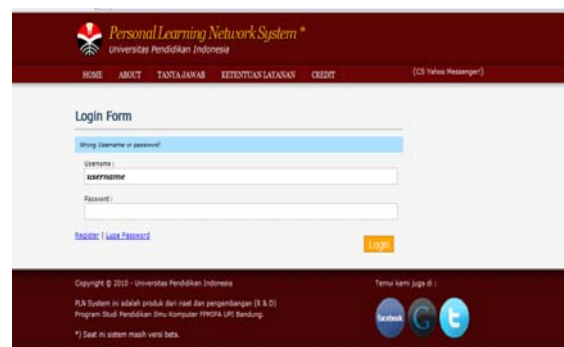 Personal Learning Network System *
Universitas Pendidikan Indonesia
HOME ABOUT TANYA JAWAB KETENTUAN LAYANAN CREDIT
(CS Yahoo Messenger!)
Login Form
Wrong Username or password!
Username :
username
Password :
Register | Lupa Password
Login
Copyright © 2010 - Universitas Pendidikan Indonesia
Temui kami juga di :
PLN System ini adalah produk dari riset dan pengembangan (R & D)
Program Studi Pendidikan Ilmu Komputer FPMIPA UPI Bandung.
facebook G t
*) Saat ini sistem masih versi beta.